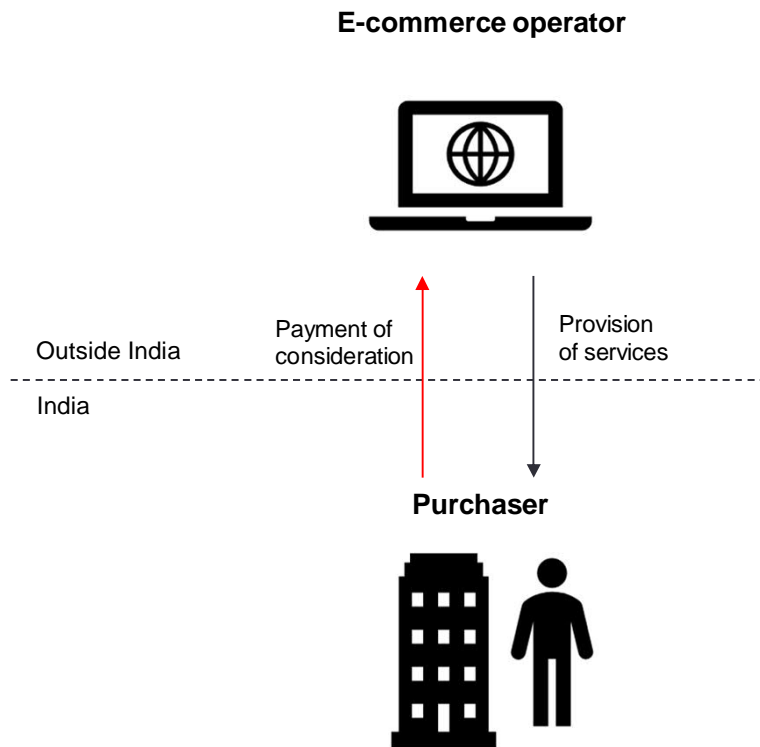 E-commerce operator
Payment of
consideration
Provision
of services
Outside India
India
Purchaser